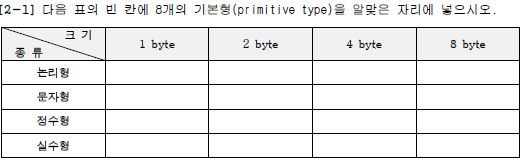 [2-1] 다음 표의 빈 칸에 8개의 기본형(primitive type)을 알맞은 자리에 넣으시오.
크 기
종 류
1 byte 2 byte 4 byte 8 byte
논리형
문자형
정수형
실수형